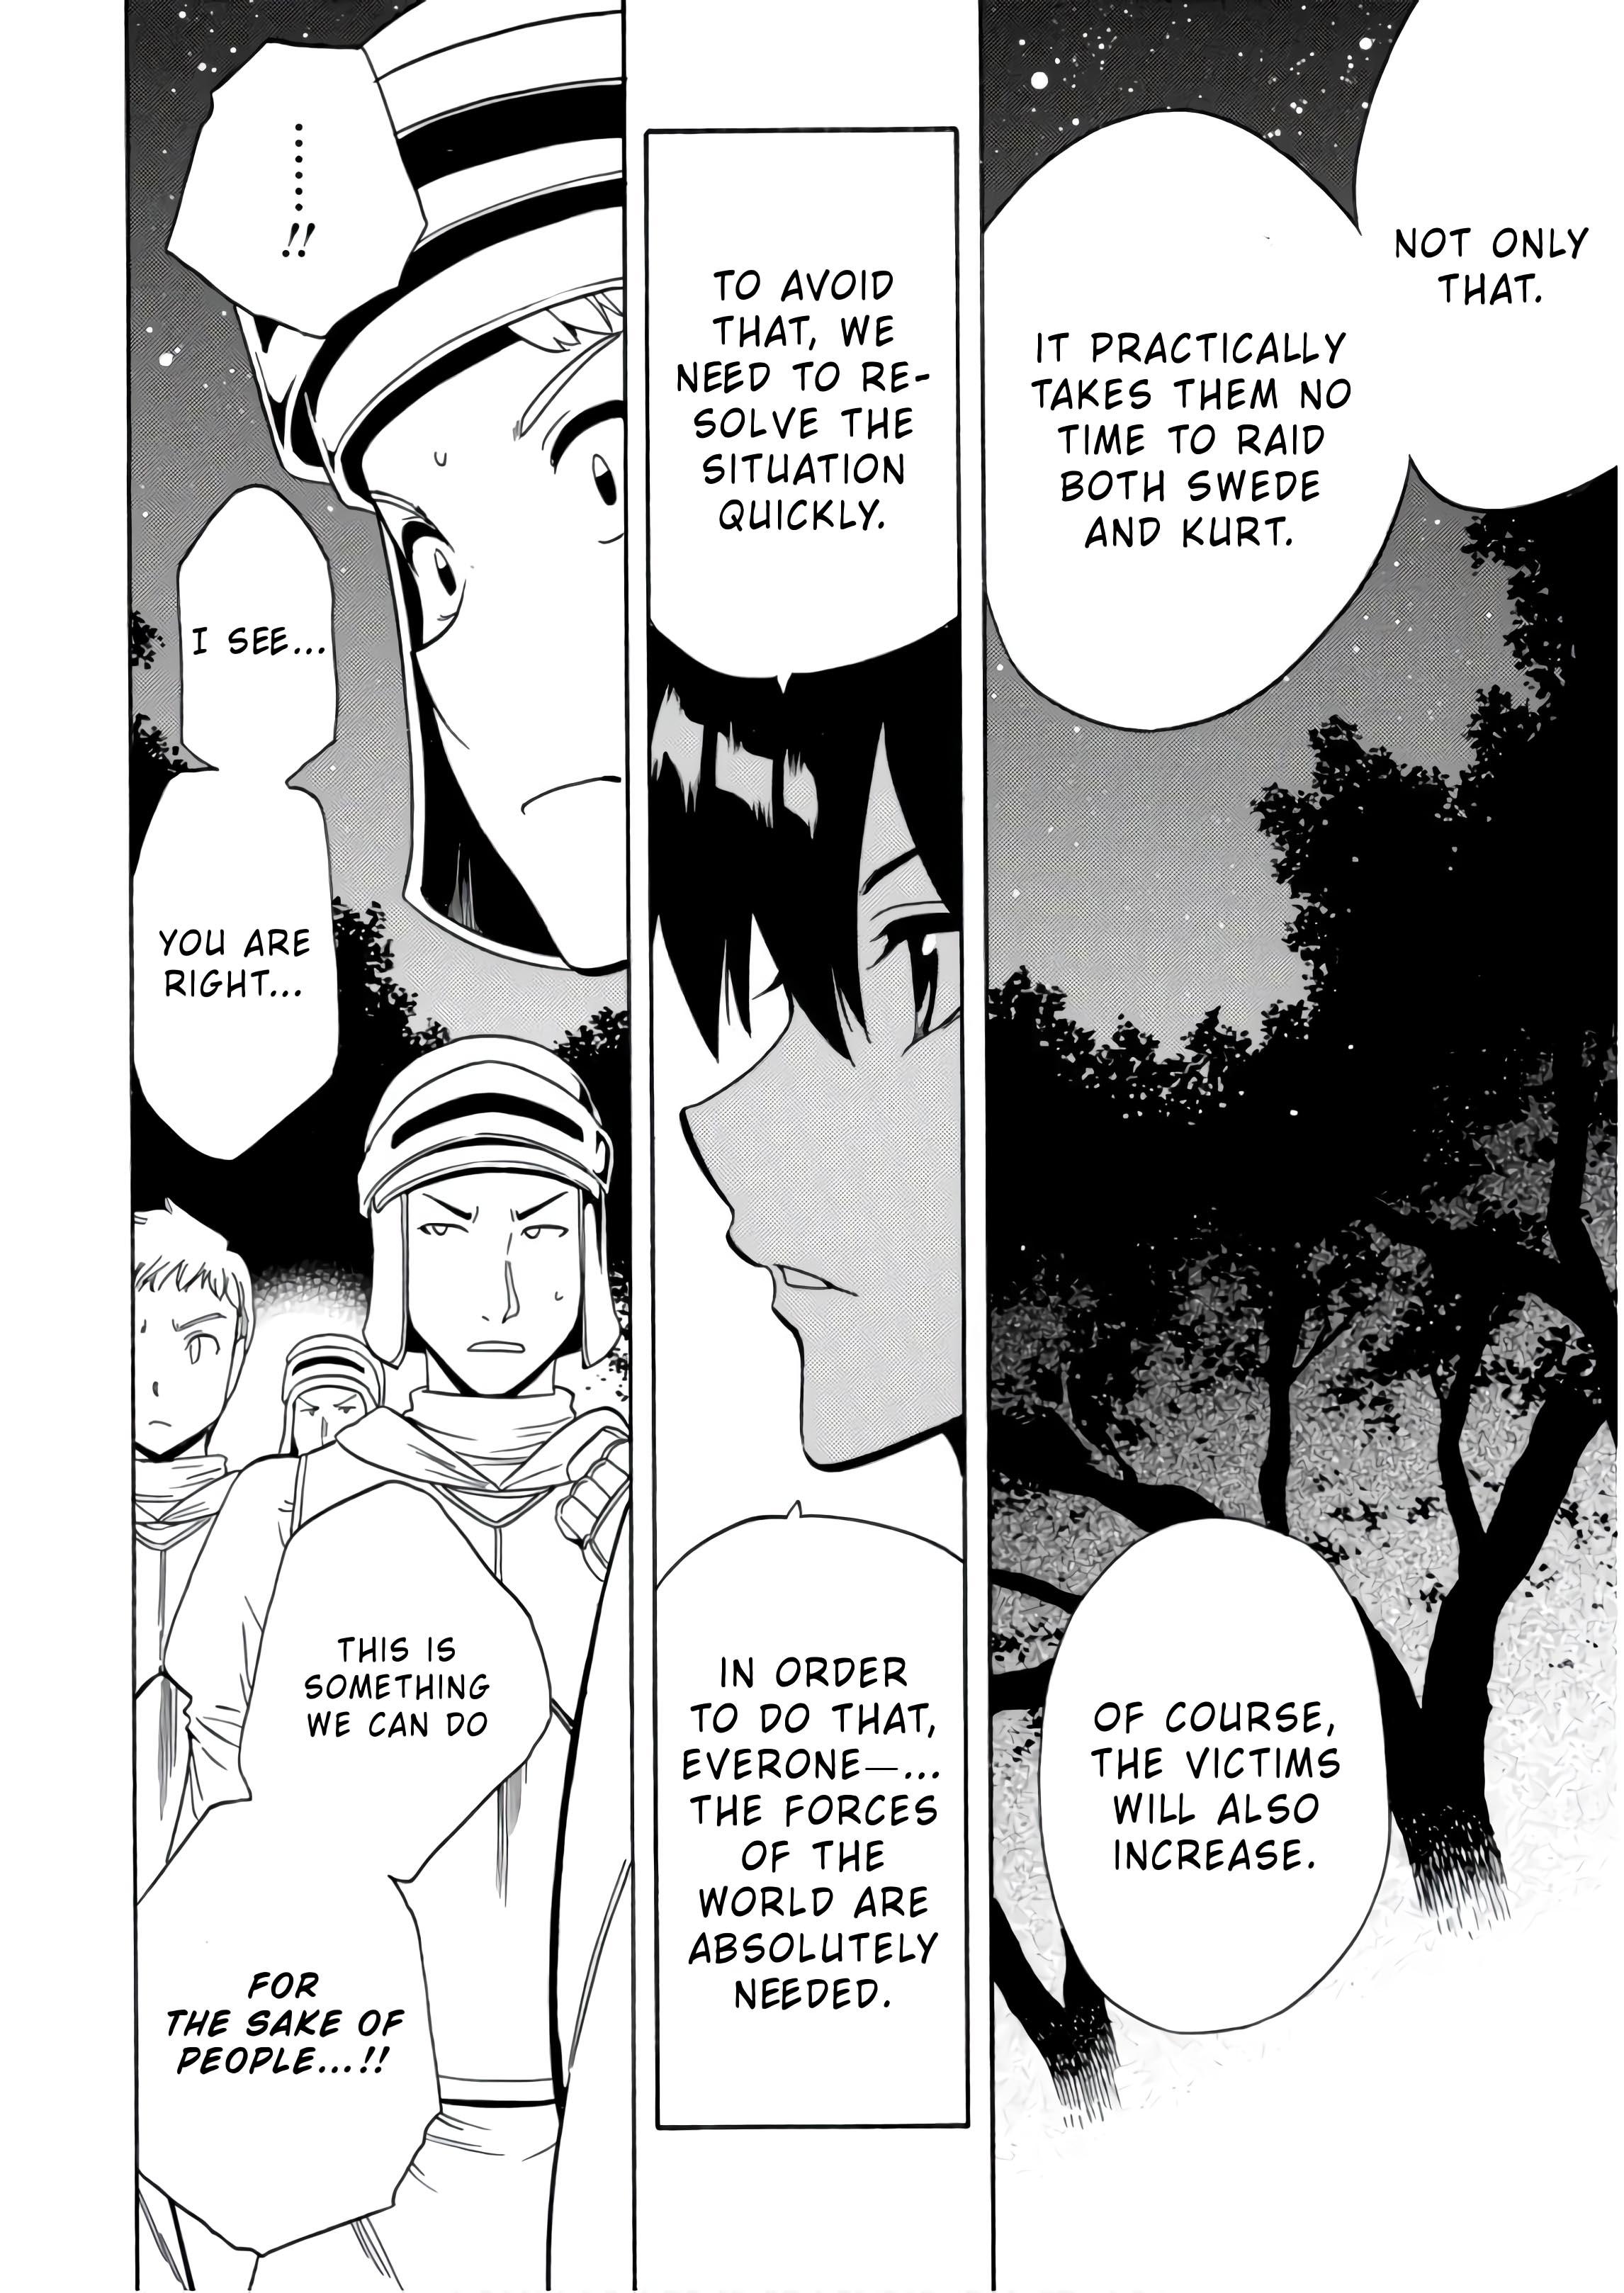 NOT ONLY
THAT.
IT PRACTICALLY
TAKES THEM NO
TIME TO RAID
BOTH SWEDE
AND KURT.
OF COURSE,
THE VICTIMS
WILL ALSO
INCREASE.
TO AVOID
THAT, WE
NEED TO RE-
SOLVE THE
SITUATION
QUICKLY.
IN ORDER
TO DO THAT,
EVERONE—...
THE FORCES
OF THE
WORLD ARE
ABSOLUTELY
NEEDED.
......!!
I SEE...
YOU ARE
RIGHT...
THIS IS
SOMETHING
WE CAN DO
FOR
THE SAKE OF
PEOPLE...!!